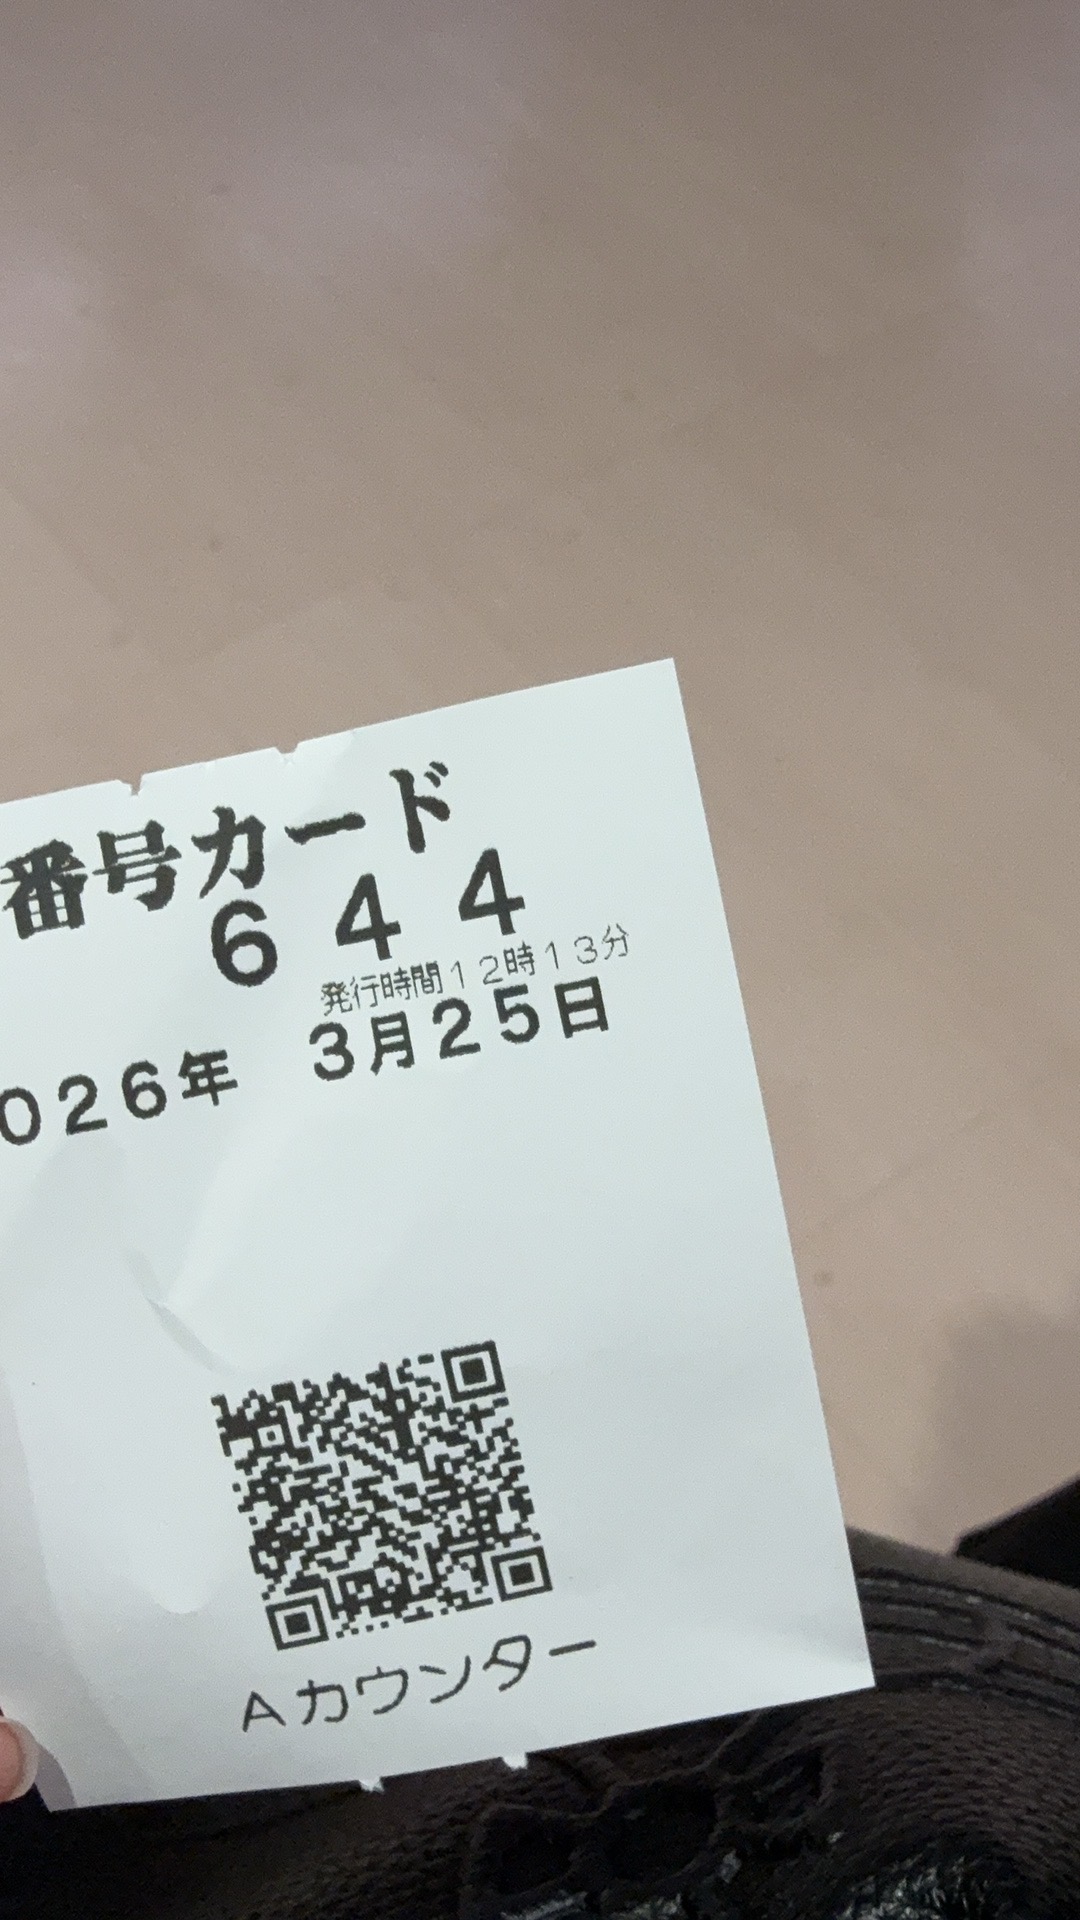 番号カード
６４４
発行時間１２時１３分
０２６年　３月２５日
Ａカウンター